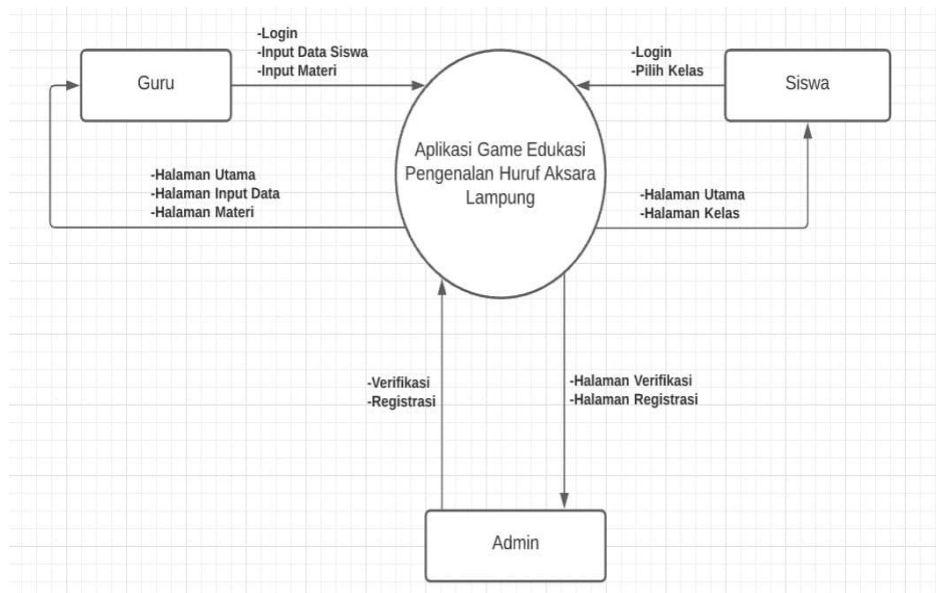 -Login
-Input Data Siswa
-Input Materi
Guru
-Login
-Pilih Kelas
Siswa
Aplikasi Game Edukasi
Pengenalan Huruf Aksara
Lampung
-Halaman Utama
-Halaman Input Data
-Halaman Materi
-Halaman Utama
-Halaman Kelas
-Verifikasi
-Registrasi
-Halaman Verifikasi
-Halaman Registrasi
Admin